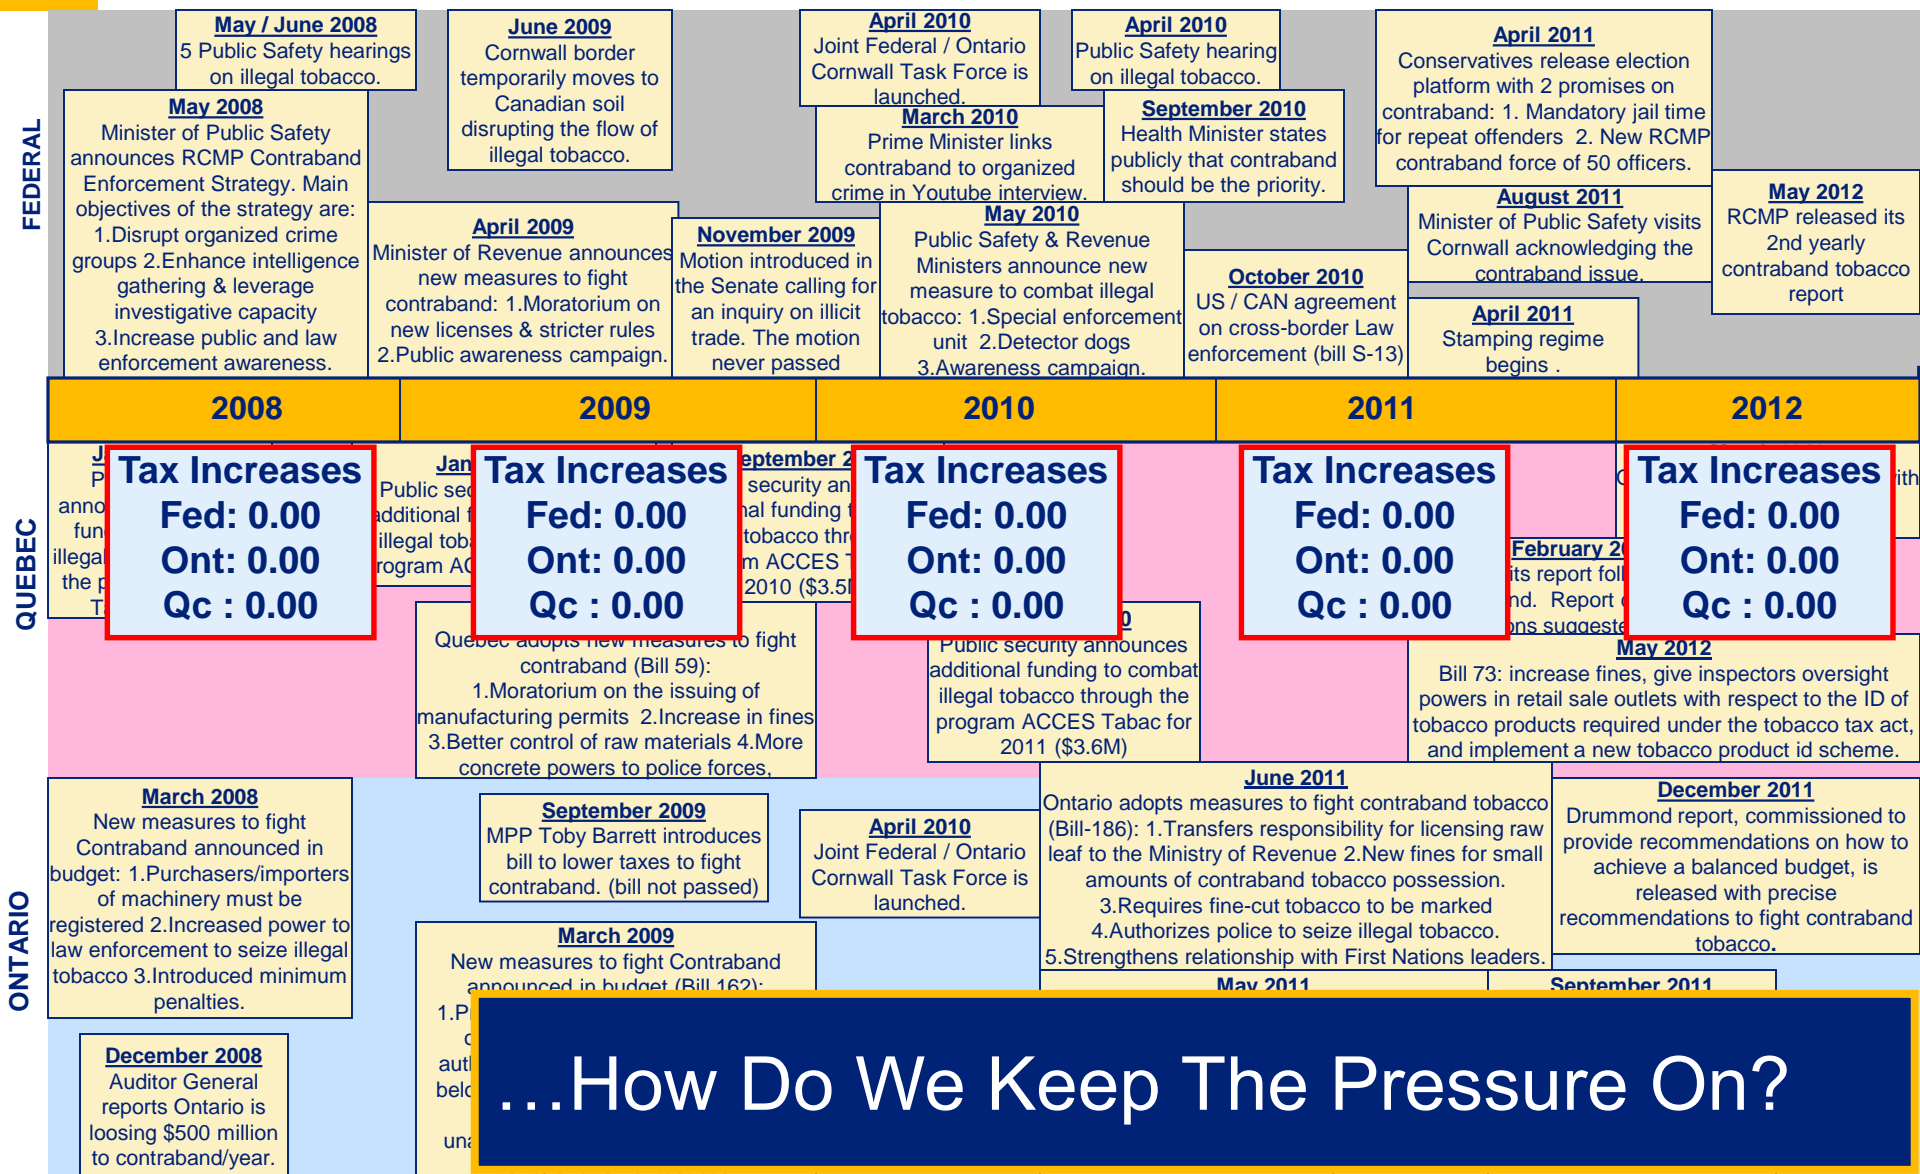 FEDERAL
May / June 2008
5 Public Safety hearings
on illegal tobacco.
May 2008
Minister of Public Safety
announces RCMP Contraband
Enforcement Strategy. Main
objectives of the strategy are:
1.Disrupt organized crime
groups 2.Enhance intelligence
gathering & leverage
investigative capacity
3.Increase public and law
enforcement awareness.
June 2009
Cornwall border
temporarily moves to
Canadian soil
disrupting the flow of
illegal tobacco.
April 2009
Minister of Revenue announces
new measures to fight
contraband: 1.Moratorium on
new licenses & stricter rules
2.Public awareness campaign.
November 2009
Motion introduced in
the Senate calling for
an inquiry on illicit
trade. The motion
never passed
April 2010
Joint Federal / Ontario
Cornwall Task Force is
launched.
March 2010
Prime Minister links
contraband to organized
crime in Youtube interview.
April 2010
Public Safety hearing
on illegal tobacco.
September 2010
Health Minister states
publicly that contraband
should be the priority.
May 2010
Public Safety & Revenue
Ministers announce new
measure to combat illegal
tobacco: 1.Special enforcement
unit 2.Detector dogs
3.Awareness campaign.
October 2010
US / CAN agreement
on cross-border Law
enforcement (bill S-13)
April 2011
Conservatives release election
platform with 2 promises on
contraband: 1. Mandatory jail time
for repeat offenders 2. New RCMP
contraband force of 50 officers.
August 2011
Minister of Public Safety visits
Cornwall acknowledging the
contraband issue.
April 2011
Stamping regime
begins .
May 2012
RCMP released its
2nd yearly
contraband tobacco
report
2008 2009 2010 2011 2012
QUEBEC
Tax Increases
Fed: 0.00
Ont: 0.00
Qc : 0.00
Tax Increases
Fed: 0.00
Ont: 0.00
Qc : 0.00
Tax Increases
Fed: 0.00
Ont: 0.00
Qc : 0.00
Tax Increases
Fed: 0.00
Ont: 0.00
Qc : 0.00
Tax Increases
Fed: 0.00
Ont: 0.00
Qc : 0.00
illegal
the
Public
additional
illegal
security
funding
tobacco
ACCES
2010
February
its report
Report
Quebec adopts new measures to fight
contraband (Bill 59):
1.Moratorium on the issuing of
manufacturing permits 2.Increase in fines
3.Better control of raw materials 4.More
concrete powers to police forces,
Public security announces
additional funding to combat
illegal tobacco through the
program ACCES Tabac for
2011 ($3.6M)
May 2012
Bill 73: increase fines, give inspectors oversight
powers in retail sale outlets with respect to the ID of
tobacco products required under the tobacco tax act,
and implement a new tobacco product id scheme.
ONTARIO
March 2008
New measures to fight
Contraband announced in
budget: 1.Purchasers/importers
of machinery must be
registered 2.Increased power to
law enforcement to seize illegal
tobacco 3.Introduced minimum
penalties.
December 2008
Auditor General
reports Ontario is
loosing $500 million
to contraband/year.
September 2009
MPP Toby Barrett introduces
bill to lower taxes to fight
contraband. (bill not passed)
March 2009
New measures to fight Contraband
announced in budget (Bill 162):
April 2010
Joint Federal / Ontario
Cornwall Task Force is
launched.
June 2011
Ontario adopts measures to fight contraband tobacco
(Bill-186): 1.Transfers responsibility for licensing raw
leaf to the Ministry of Revenue 2.New fines for small
amounts of contraband tobacco possession.
3.Requires fine-cut tobacco to be marked
4.Authorizes police to seize illegal tobacco.
5.Strengthens relationship with First Nations leaders.
December 2011
Drummond report, commissioned to
provide recommendations on how to
achieve a balanced budget, is
released with precise
recommendations to fight contraband
tobacco.
May 2011
September 2011
…How Do We Keep The Pressure On?